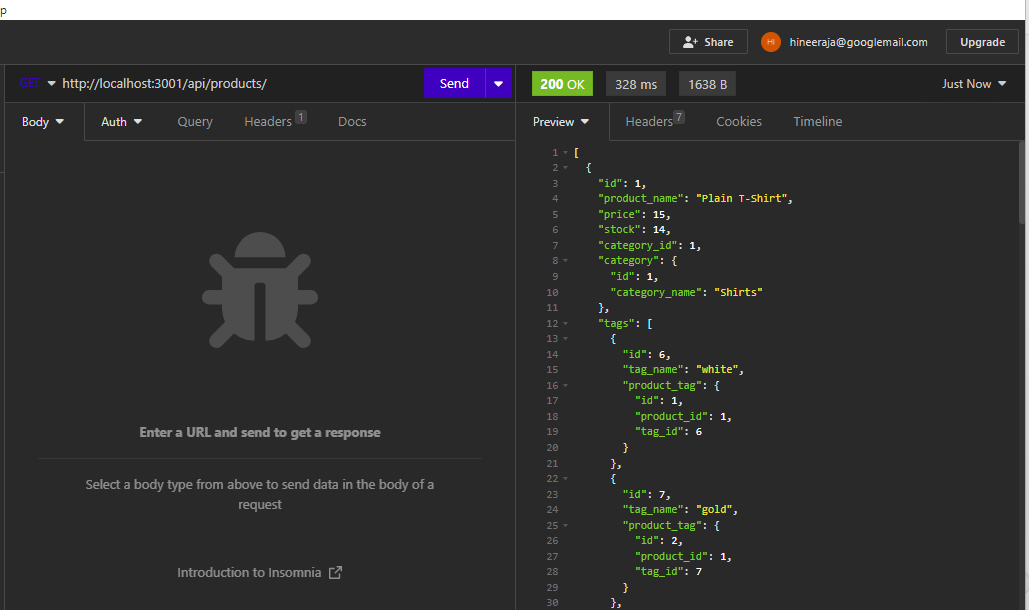 p
Share HI hineeraja@googlemail.com Upgrade
GET http://localhost:3001/api/products/ Send 200 OK 328 ms 1638 B Just Now
Body Auth Query Headers 1 Docs
Preview Headers 7 Cookies Timeline
Enter a URL and send to get a response
Select a body type from above to send data in the body of a
request
Introduction to Insomnia
1 [
2 {
3 "id": 1,
4 "product_name": "Plain T-Shirt",
5 "price": 15,
6 "stock": 14,
7 "category_id": 1,
8 "category": {
9 "id": 1,
10 "category_name": "Shirts"
11 },
12 "tags": [
13 {
14 "id": 6,
15 "tag_name": "white",
16 "product_tag": {
17 "id": 1,
18 "product_id": 1,
19 "tag_id": 6
20 }
21 },
22 {
23 "id": 7,
24 "tag_name": "gold",
25 "product_tag": {
26 "id": 2,
27 "product_id": 1,
28 "tag_id": 7
29 }
30 },